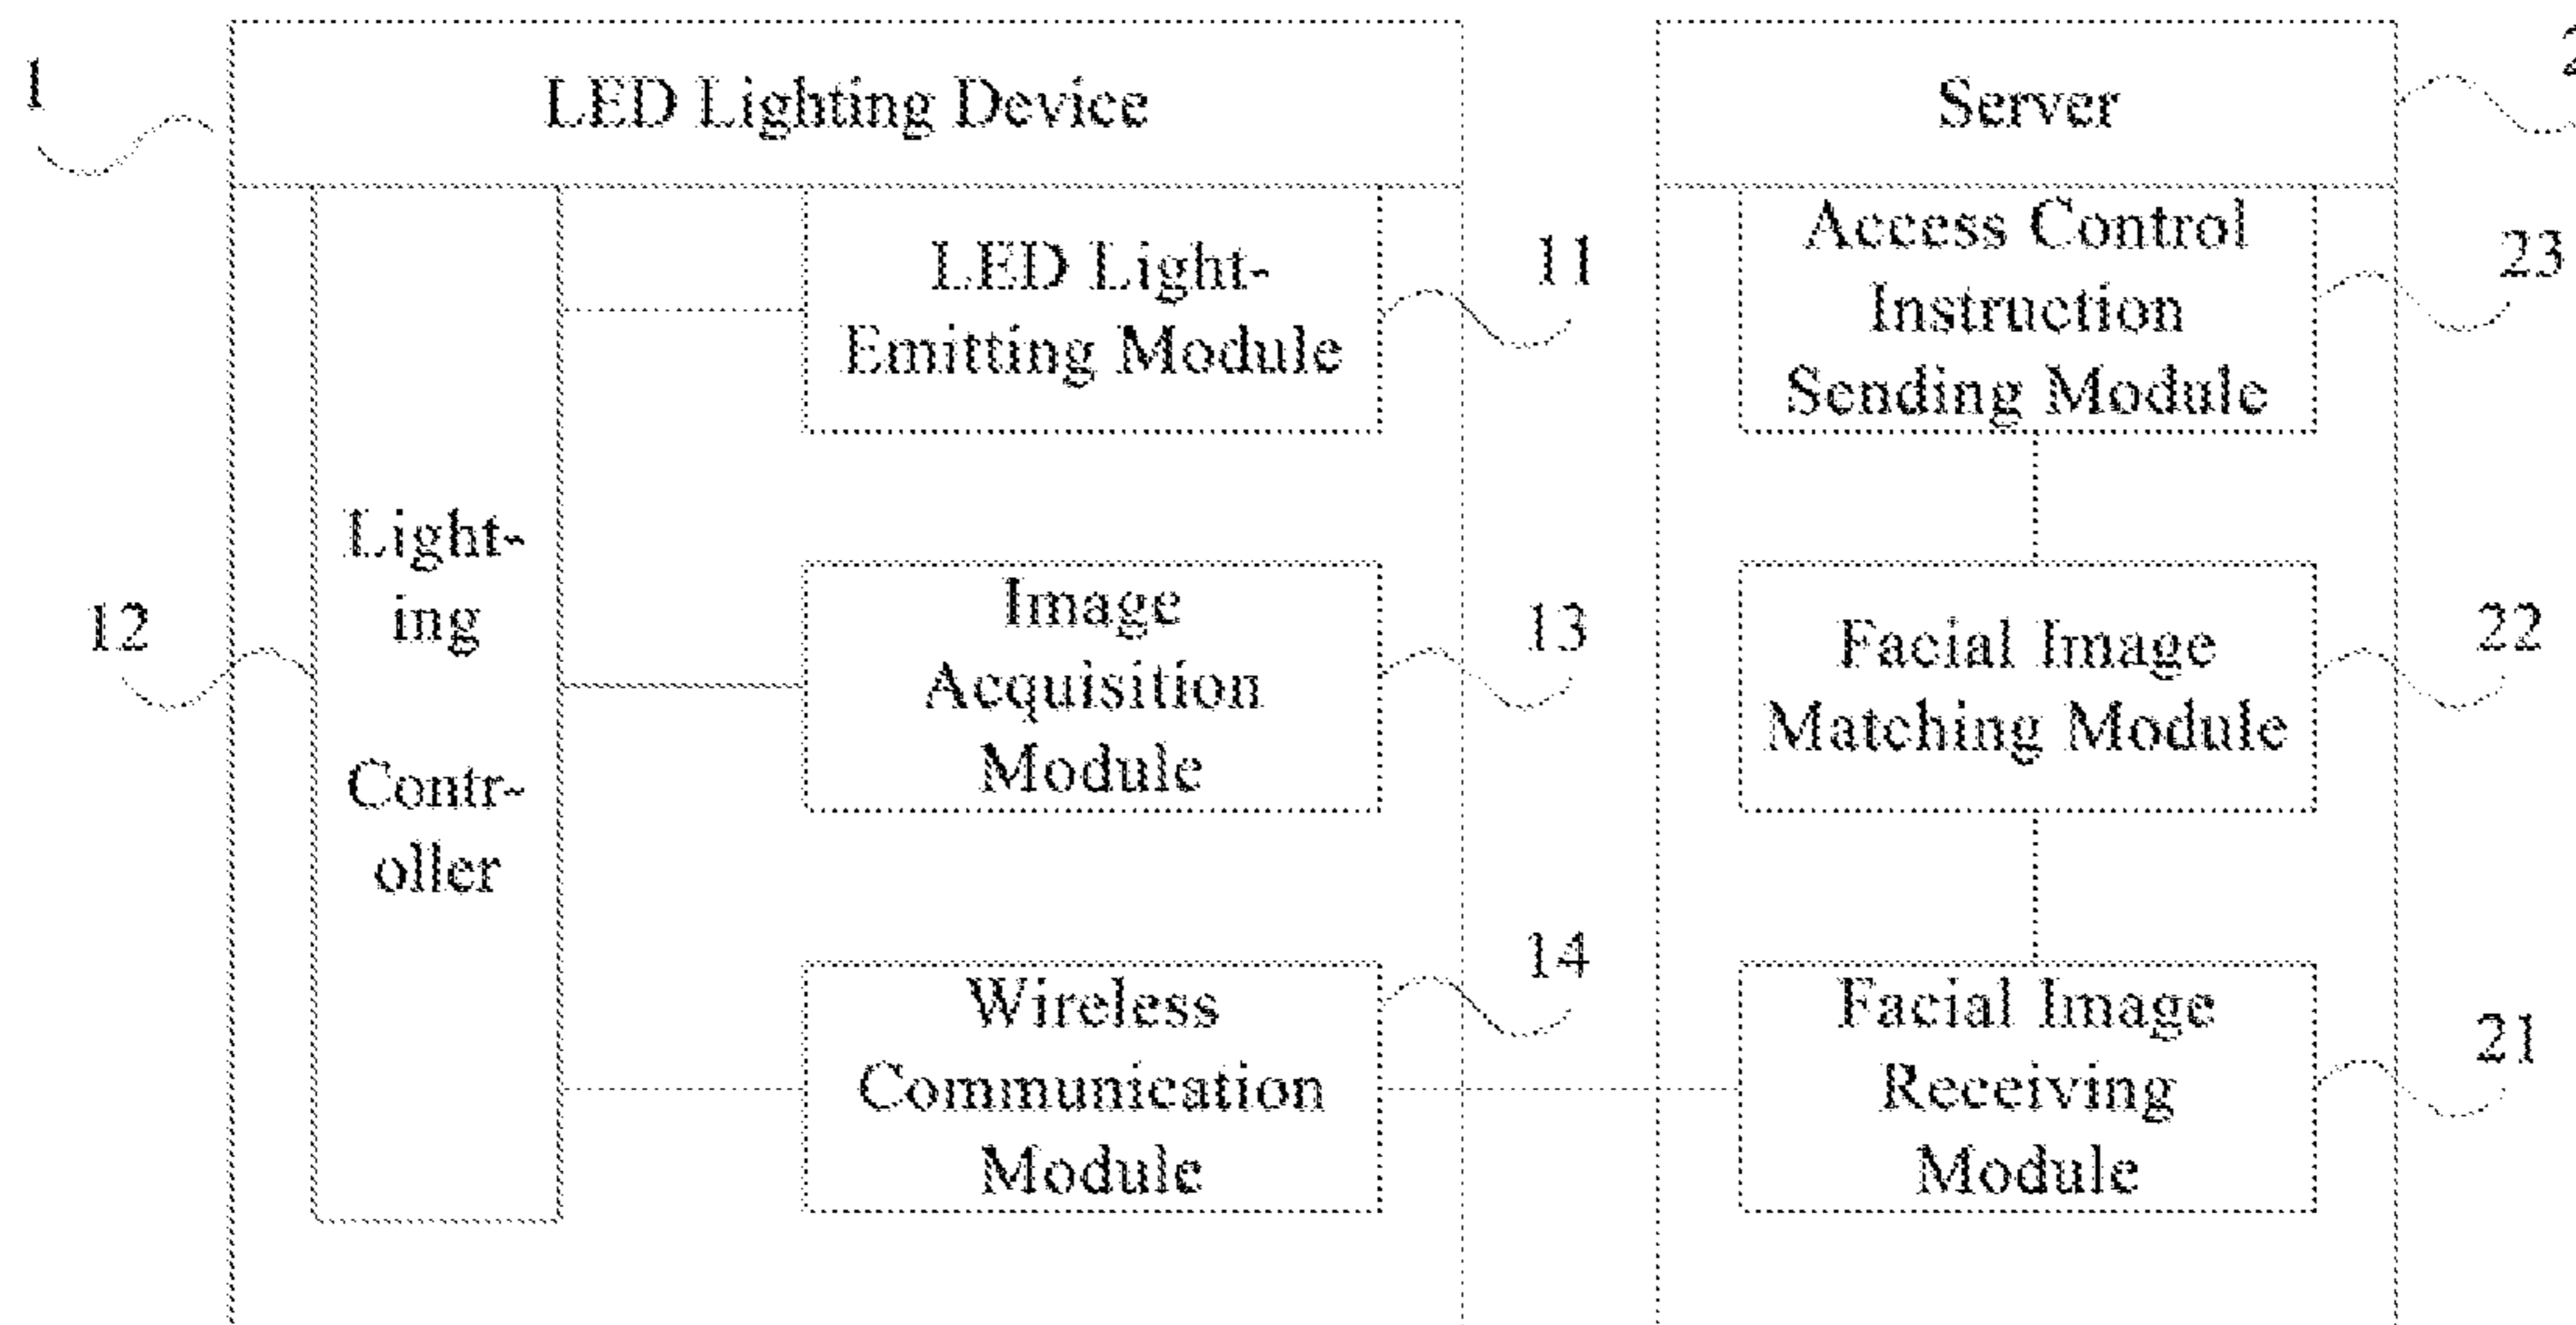 1
LED Lighting Device
Server
2
LED Light-
Emitting Module
11
Access Control
Instruction
Sending Module
23
Light-
ing
Contr-
oller
12
Image
Acquisition
Module
13
Facial Image
Matching Module
22
Wireless
Communication
Module
14
Facial Image
Receiving
Module
21